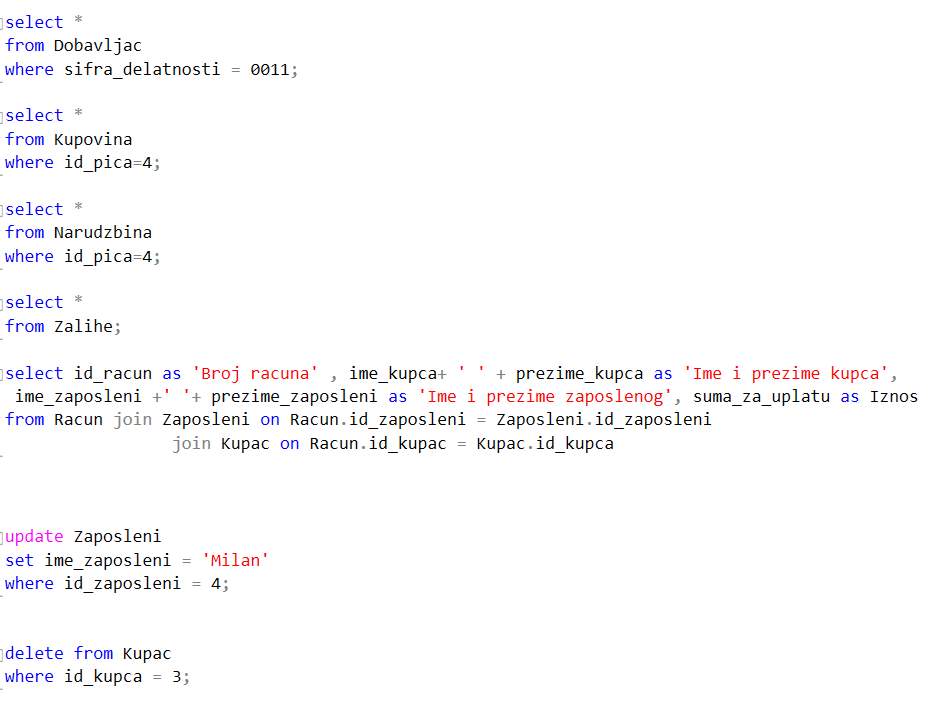 select *
from Dobavljac
where sifra_delatnosti = 0011;
select *
from Kupovina
where id_pica=4;
select *
from Narudzbina
where id_pica=4;
select *
from Zalihe;
select id_racun as 'Broj racuna' , ime_kupca+ ' ' + prezime_kupca as 'Ime i prezime kupca',
ime_zaposleni +' '+ prezime_zaposleni as 'Ime i prezime zaposlenog', suma_za_uplatu as Iznos
from Racun join Zaposleni on Racun.id_zaposleni = Zaposleni.id_zaposleni
join Kupac on Racun.id_kupac = Kupac.id_kupca
update Zaposleni
set ime_zaposleni = 'Milan'
where id_zaposleni = 4;
delete from Kupac
where id_kupca = 3;